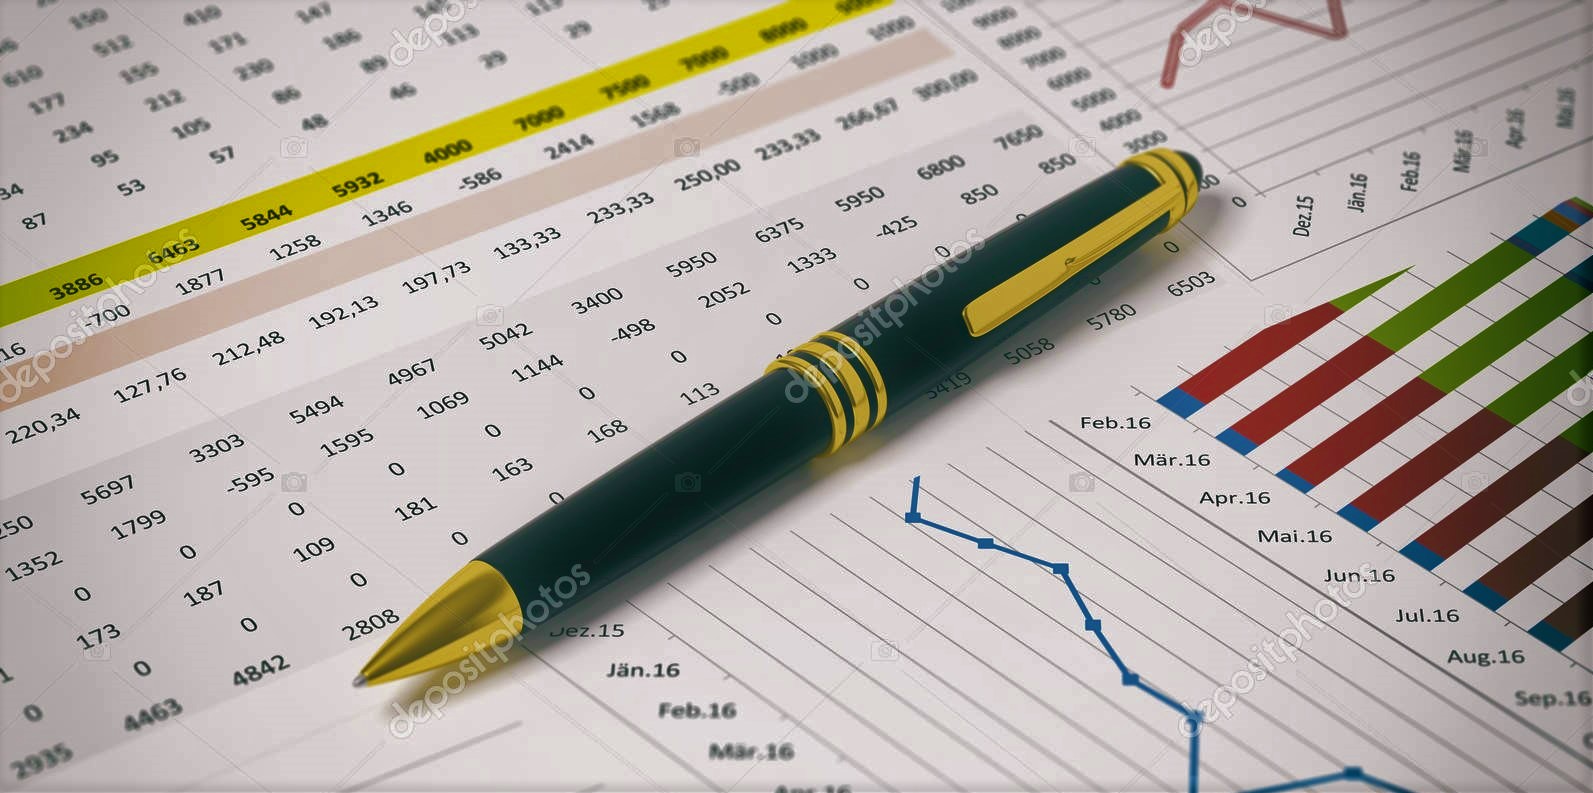 150 410 147
512 171 186 113
610 155 230 89 29
177 212 86 46 29
234 105 48
95 57
34 53
87
3886 6463 5844 5932 4000 7000 7500 7000 8000
16 -700 1877 1258 1346 -586 2414 1568 -500 1000 1000
220,34 127,76 212,48 192,13 197,73 133,33 233,33 250,00 233,33 266,67 300,00
250 5697 3303 5494 4967 5042 3400 5950 6375 5950 6800 7650
1352 1799 -595 1595 1069 1144 -498 2052 1333 -425 850 850
0 0 0 0 0 0 0 0 0 0 0
173 187 109 181 163 168 113
0 0 0 0 0 0
2935 4463 4842 2808 5419 5058 5780 6503
9000
8000
7000
6000
5000
4000
3000
0
Dez.15
Jän.16
Feb.16
Mär.16
Apr.16
Mai.16
Feb.16
Mär.16
Apr.16
Mai.16
Jun.16
Jul.16
Aug.16
Sep.16
Dez.15
Jän.16
Feb.16
Mär.16
Apr.16
depositphotos
depositphotos
depositphotos
depositphotos
depositphotos
depositphotos
depositphotos